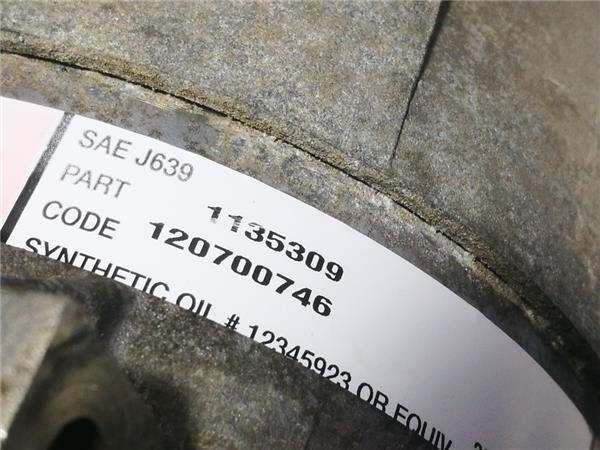 SAE J639
PART 1135309
CODE 120700746
SYNTHETIC OIL # 12345923 OR EQUIV